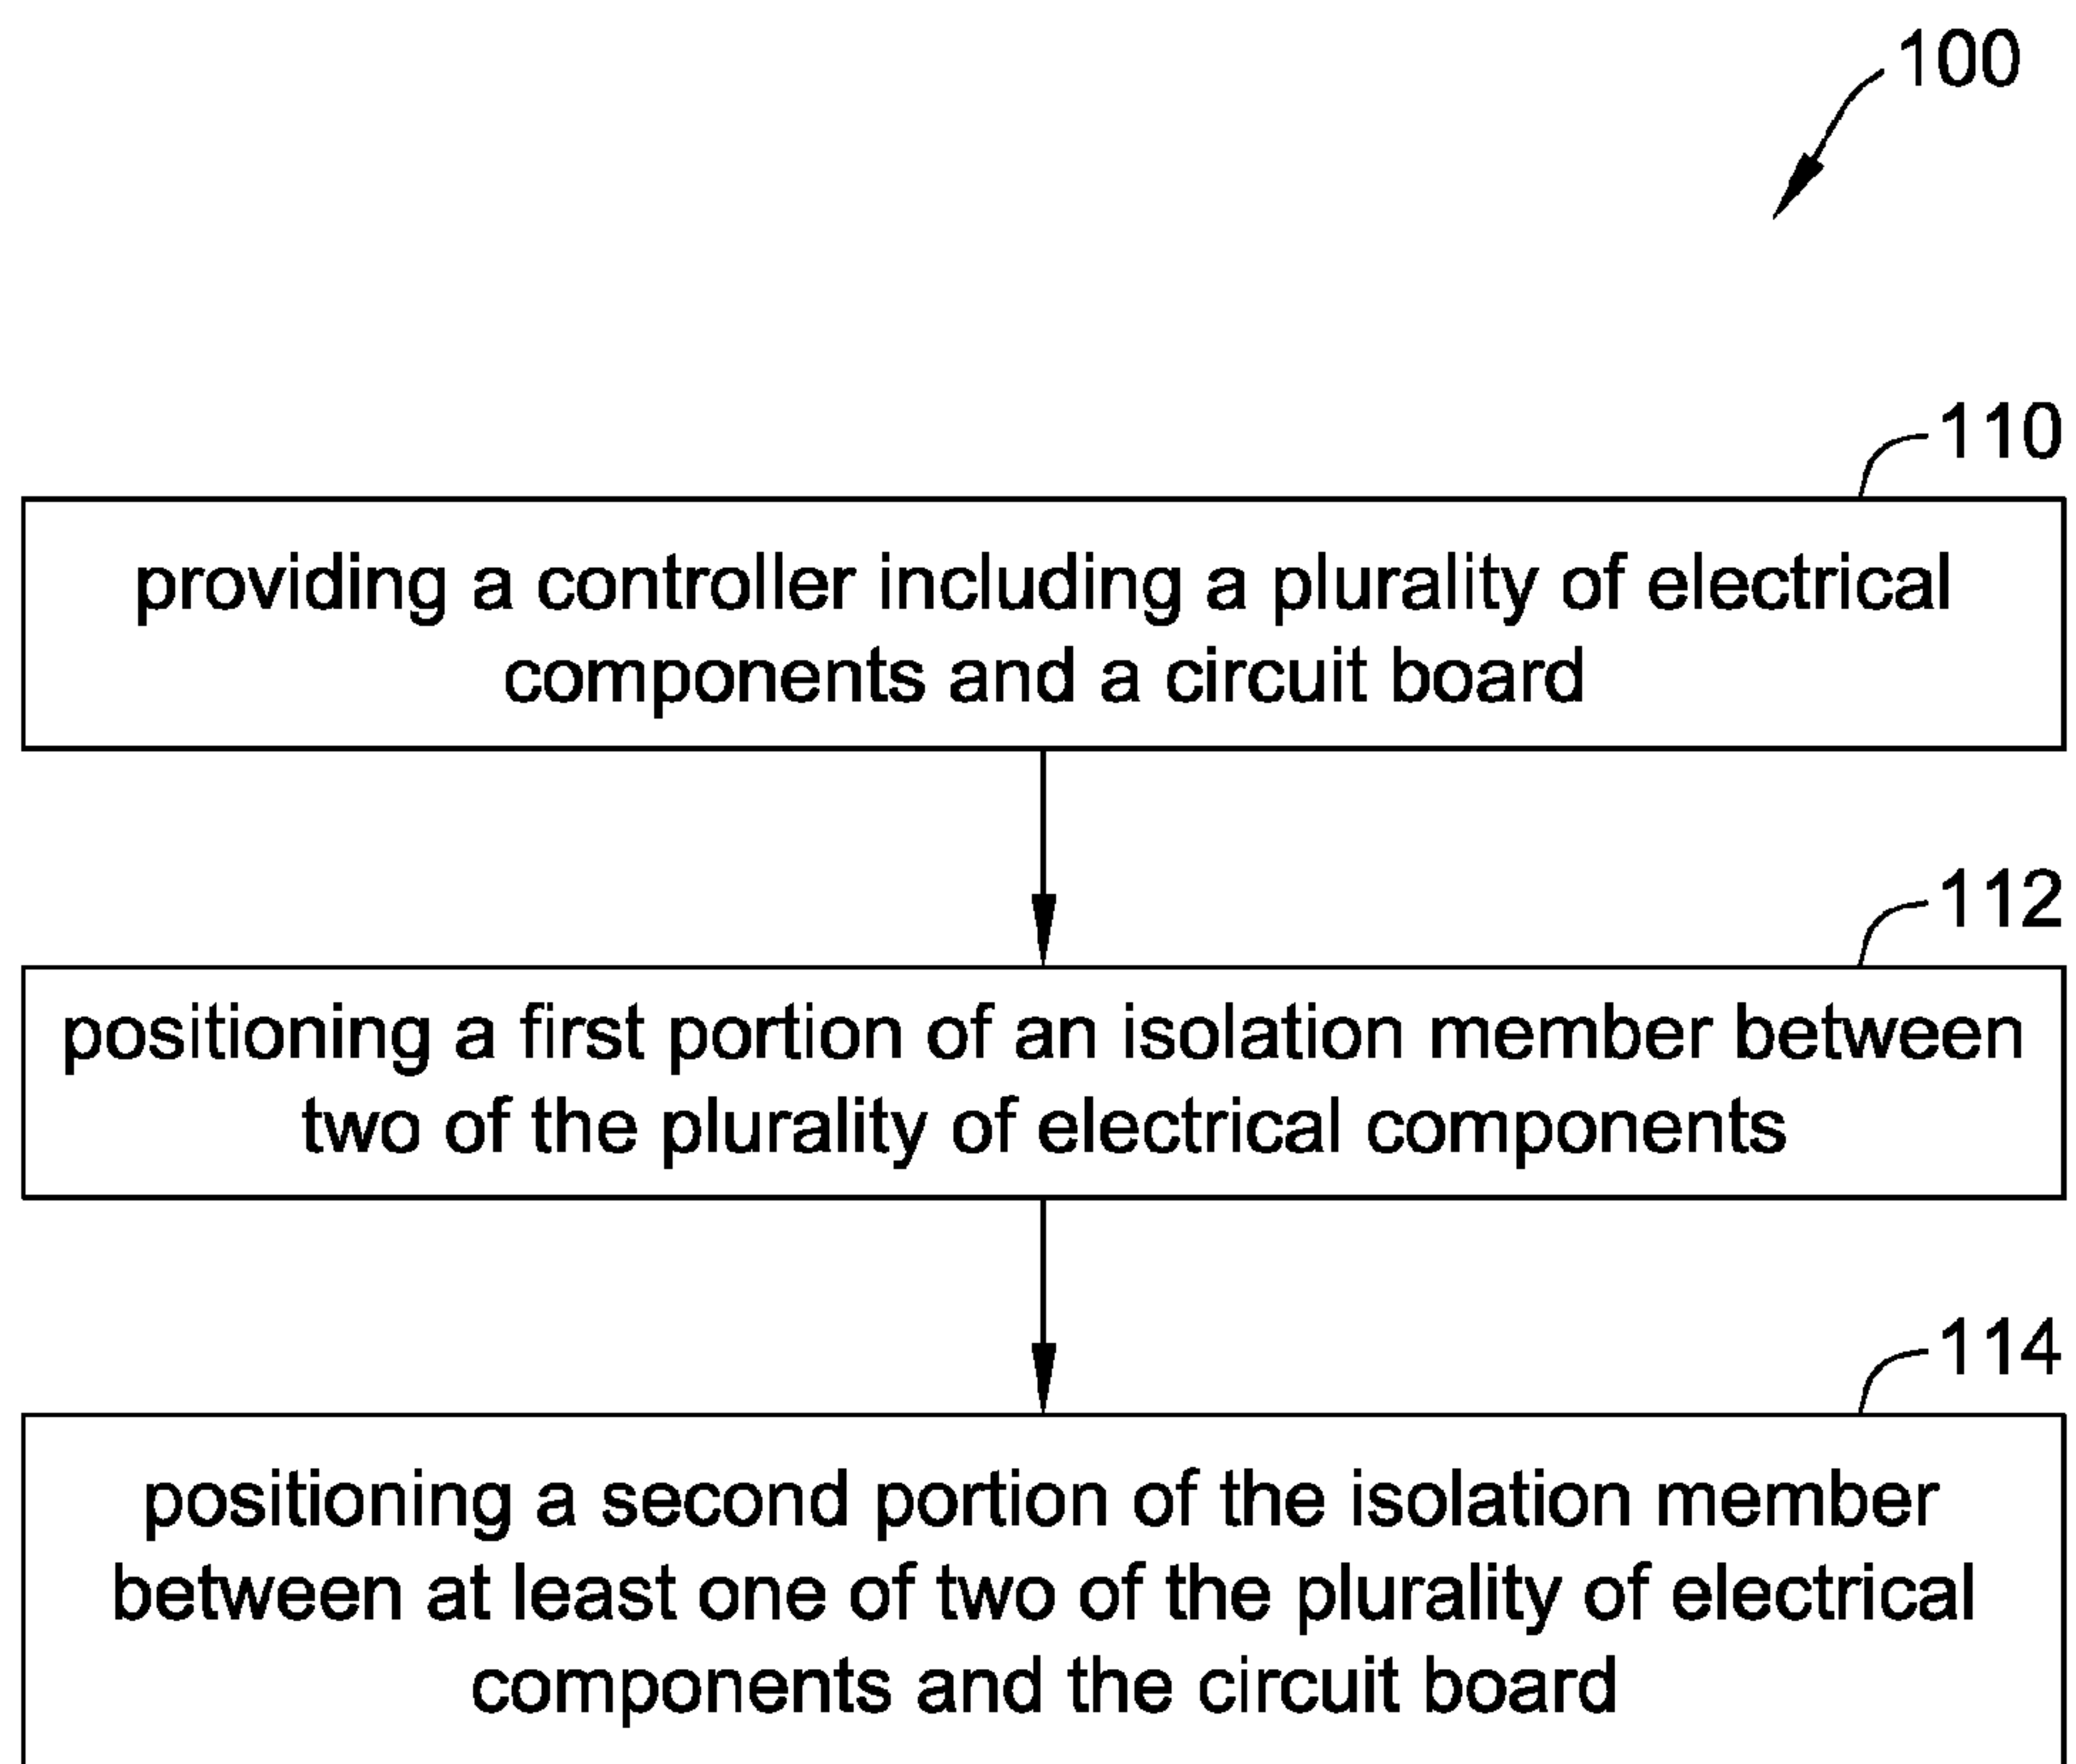 100
110
providing a controller including a plurality of electrical
components and a circuit board
112
positioning a first portion of an isolation member between
two of the plurality of electrical components
114
positioning a second portion of the isolation member
between at least one of two of the plurality of electrical
components and the circuit board